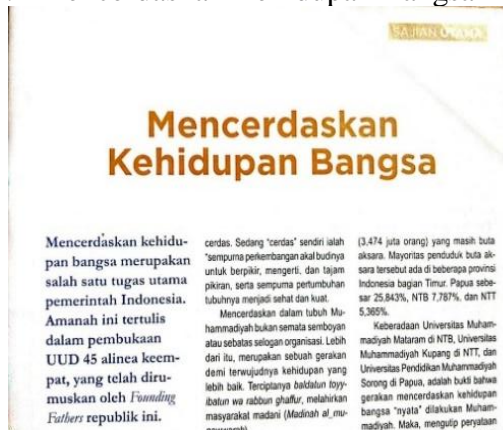 SAJIAN UTAMA
Mencerdaskan
Kehidupan Bangsa
Mencerdaskan kehidu-
pan bangsa merupakan
salah satu tugas utama
pemerintah Indonesia.
Amanah ini tertulis
dalam pembukaan
UUD 45 alinea keem-
pat, yang telah diru-
muskan oleh Founding
Fathers republik ini.
cerdas. Sedang "cerdas" sendiri ialah
"sempurna perkembangan akal budinya
untuk berpikir, mengerti, dan tajam
pikiran, serta sempurna pertumbuhan
tubuhnya menjadi sehat dan kuat.
Mencerdaskan dalam tubuh Mu-
hammadiyah bukan semata semboyan
atau sebatas selogan organisasi. Lebih
dari itu, merupakan sebuah gerakan
demi terwujudnya kehidupan yang
lebih baik. Terciptanya baldatun toyy-
ibatun wa rabbun ghaffur, melahirkan
masyarakat madani (Madinah al_mu-
(3,474 juta orang) yang masih buta
aksara. Mayoritas penduduk buta ak-
sara tersebut ada di beberapa provinsi
Indonesia bagian Timur. Papua sebe-
sar 25.843%, NTB 7,787%, dan NTT
5,365%.
Keberadaan Universitas Muham-
madiyah Mataram di NTB, Universitas
Muhammadiyah Kupang di NTT, dan
Universitas Pendidikan Muhammadiyah
Sorong di Papua, adalah bukti bahwa
gerakan mencerdaskan kehidupan
bangsa "nyata" dilakukan Muham-
madiyah. Maka, mengutip peryataan